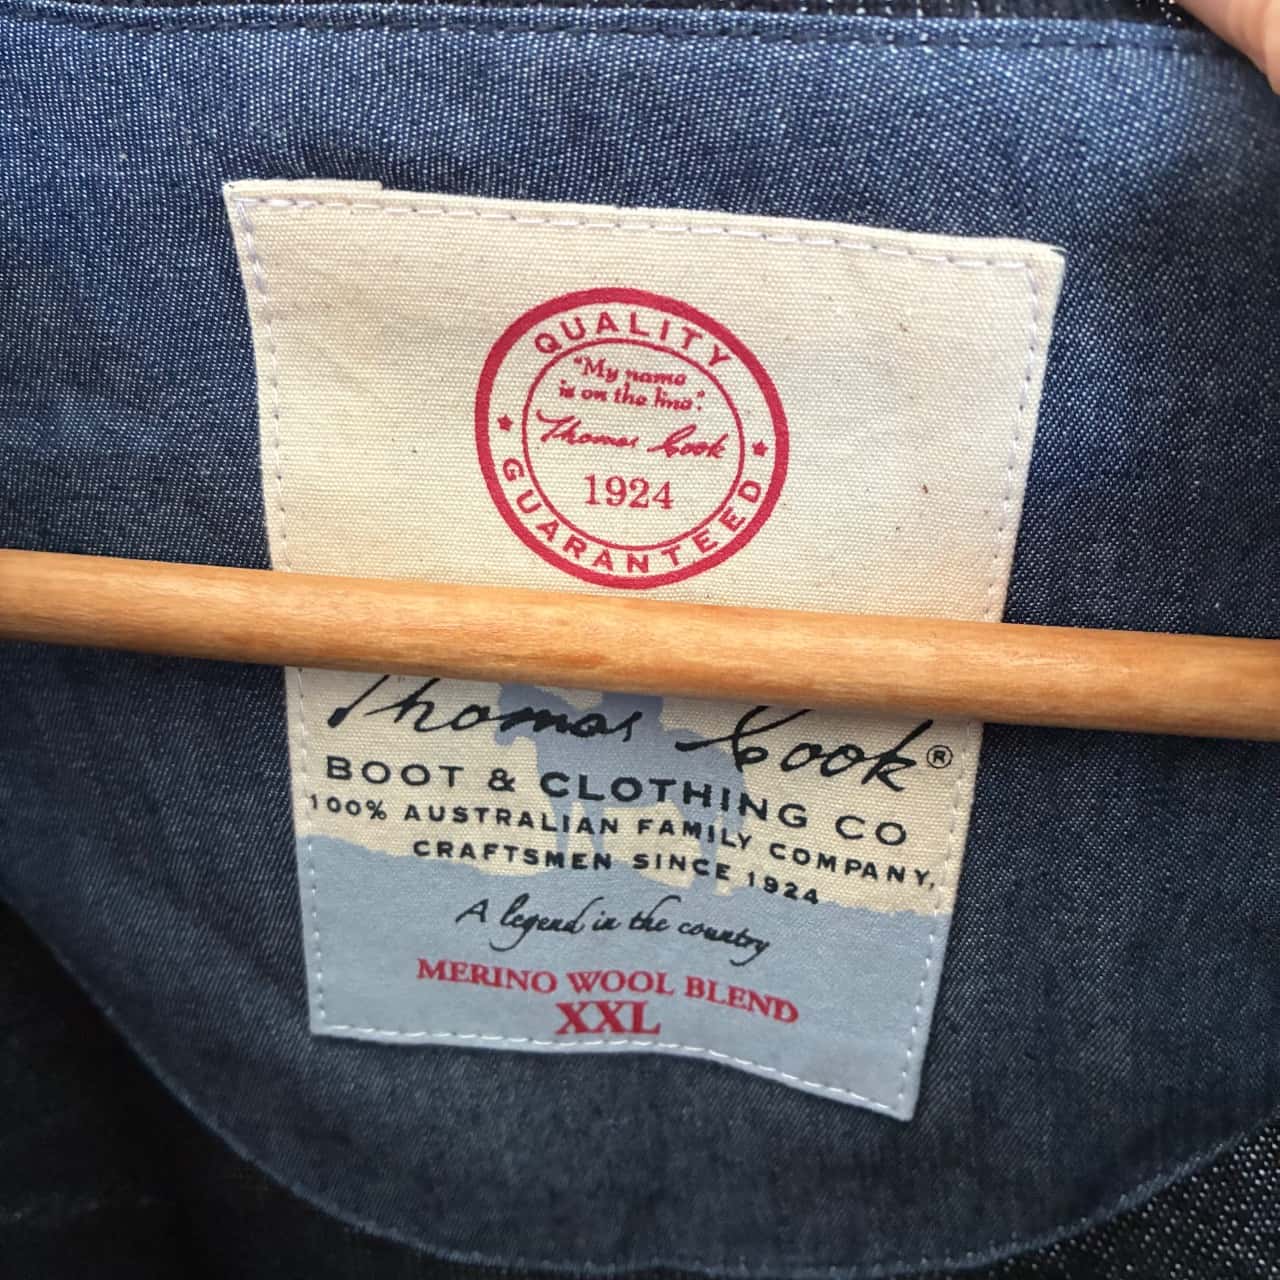 QUALITY
"My name
is on the line".
Thomas Cook
1924
GUARANTEED
Thomas Cook®
BOOT & CLOTHING CO
100% AUSTRALIAN FAMILY COMPANY,
CRAFTSMEN SINCE 1924
A legend in the country
MERINO WOOL BLEND
XXL